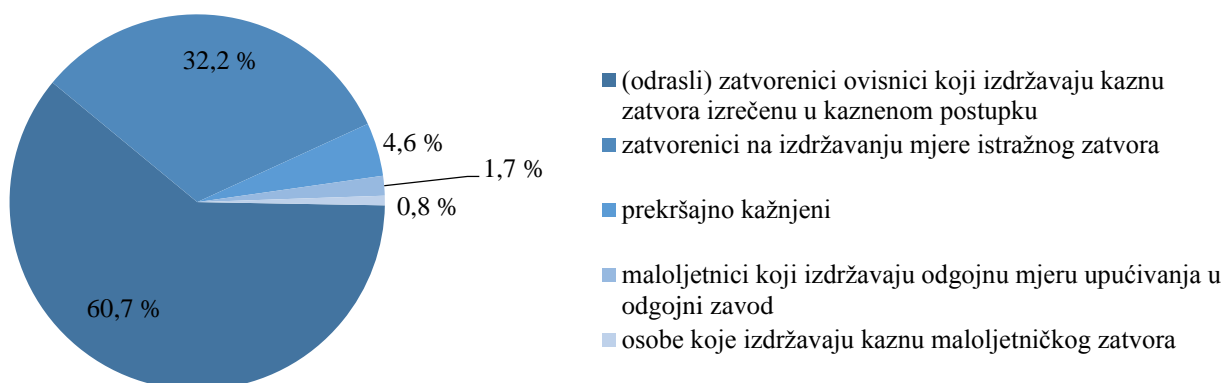 32,2 %
4,6 %
1,7 %
0,8 %
60,7 %
(odrasli) zatvorenici ovisnici koji izdržavaju kaznu
zatvora izrečenu u kaznenom postupku
zatvorenici na izdržavanju mjere istražnog zatvora
prekršajno kažnjeni
maloljetnici koji izdržavaju odgojnu mjeru upućivanja u
odgojni zavod
osobe koje izdržavaju kaznu maloljetničkog zatvora